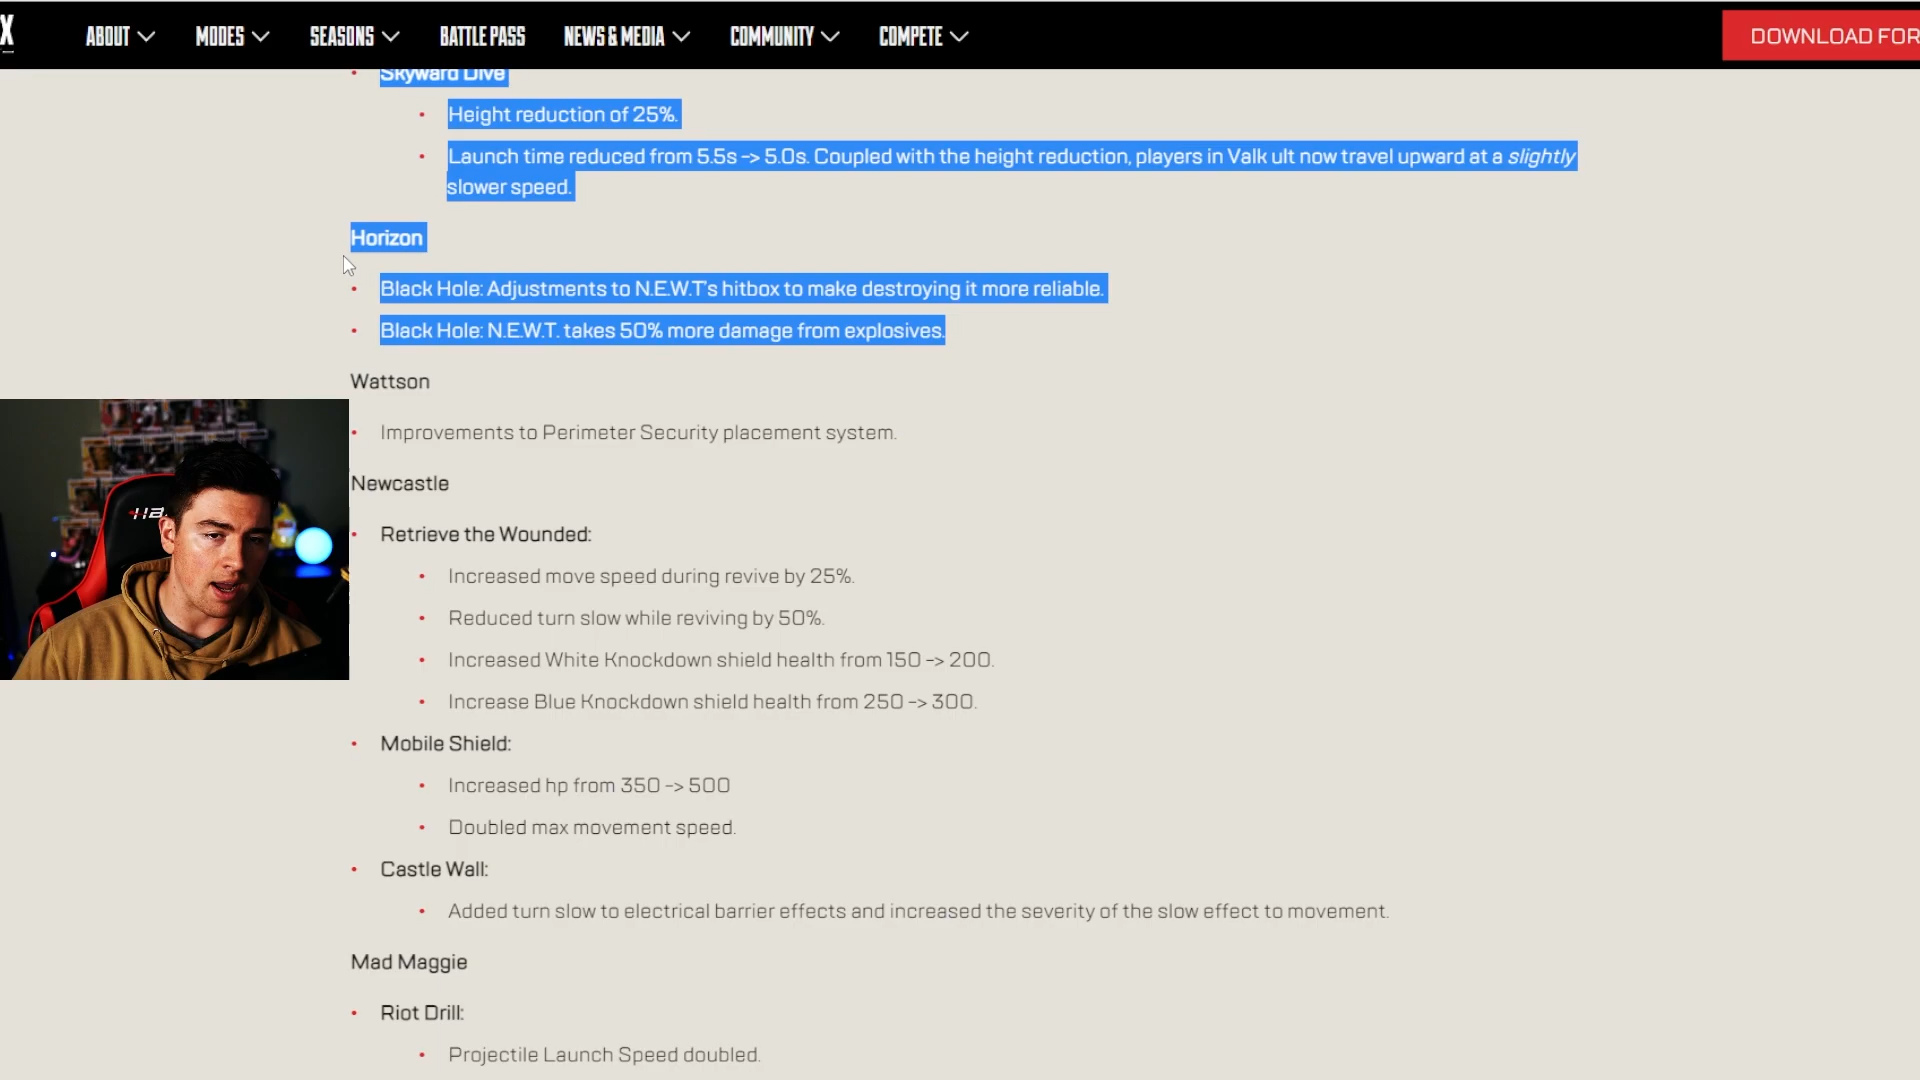 X
ABOUT
MODES
SEASONS
BATTLE PASS
NEWS & MEDIA
COMMUNITY
COMPETE
DOWNLOAD FOR
Skyward Dive
Height reduction of 25%.
Launch time reduced from 5.5s -> 5.0s. Coupled with the height reduction, players in Valk ult now travel upward at a slightly
slower speed.
Horizon
Black Hole: Adjustments to N.E.W.T's hitbox to make destroying it more reliable.
Black Hole: N.E.W.T. takes 50% more damage from explosives.
Wattson
Improvements to Perimeter Security placement system.
Newcastle
Retrieve the Wounded:
Increased move speed during revive by 25%.
Reduced turn slow while reviving by 50%.
Increased White Knockdown shield health from 150 -> 200.
Increase Blue Knockdown shield health from 250 -> 300.
Mobile Shield:
Increased hp from 350 -> 500
Doubled max movement speed.
Castle Wall:
Added turn slow to electrical barrier effects and increased the severity of the slow effect to movement.
Mad Maggie
Riot Drill:
Projectile Launch Speed doubled.